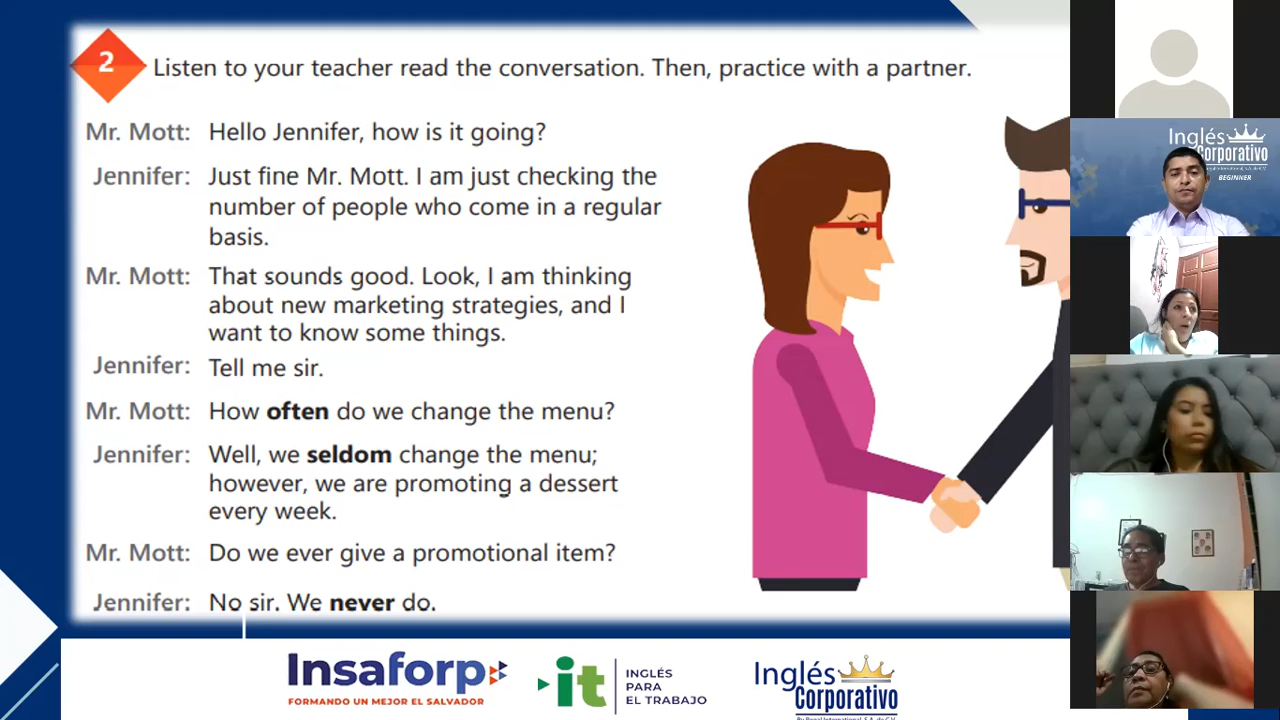 2
Listen to your teacher read the conversation. Then, practice with a partner.
Mr. Mott: Hello Jennifer, how is it going?
Jennifer: Just fine Mr. Mott. I am just checking the
number of people who come in a regular
basis.
Mr. Mott: That sounds good. Look, I am thinking
about new marketing strategies, and I
want to know some things.
Jennifer: Tell me sir.
Mr. Mott: How often do we change the menu?
Jennifer: Well, we seldom change the menu;
however, we are promoting a dessert
every week.
Mr. Mott: Do we ever give a promotional item?
Jennifer: No sir. We never do.
Insaforp
FORMANDO UN MEJOR EL SALVADOR
it
INGLÉS
PARA
EL TRABAJO
Inglés
Corporativo
Inglés
Corporativo
BEGINNER